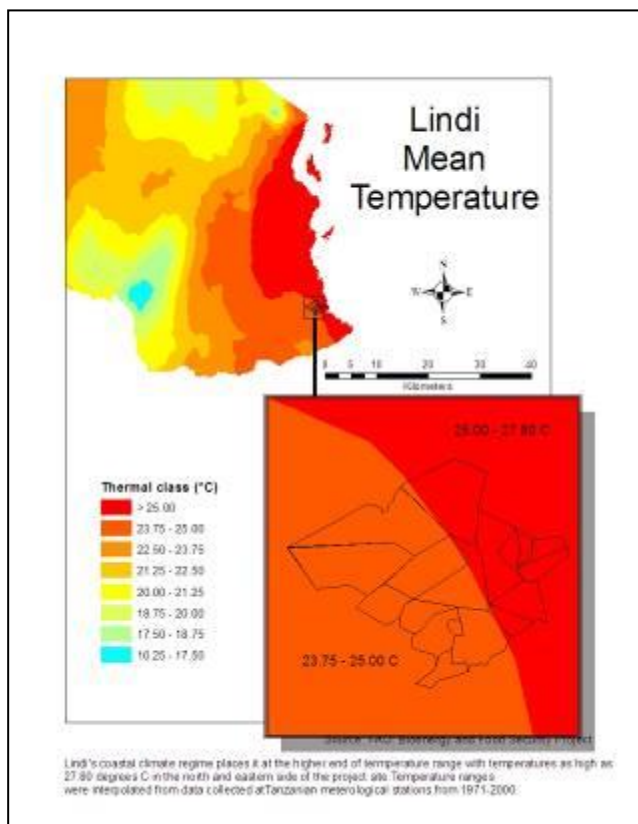 Lindi
Mean
Temperature
N
W E
S
0 5 10 20 30 40
Kilometers
25.00 - 27.80 C
Thermal class (°C)
> 25.00
23.75 - 25.00
22.50 - 23.75
21.25 - 22.50
20.00 - 21.25
18.75 - 20.00
17.50 - 18.75
16.25 - 17.50
23.75 - 25.00 C
Source: FAO, Bioenergy and Food Security Project
Lindi's coastal climate regime places it at the higher end of termperature range with temperatures as high as
27.80 degrees C in the north and eastern side of the project site. Temperature ranges
were interpolated from data collected at Tanzanian meterological stations from 1971-2000.